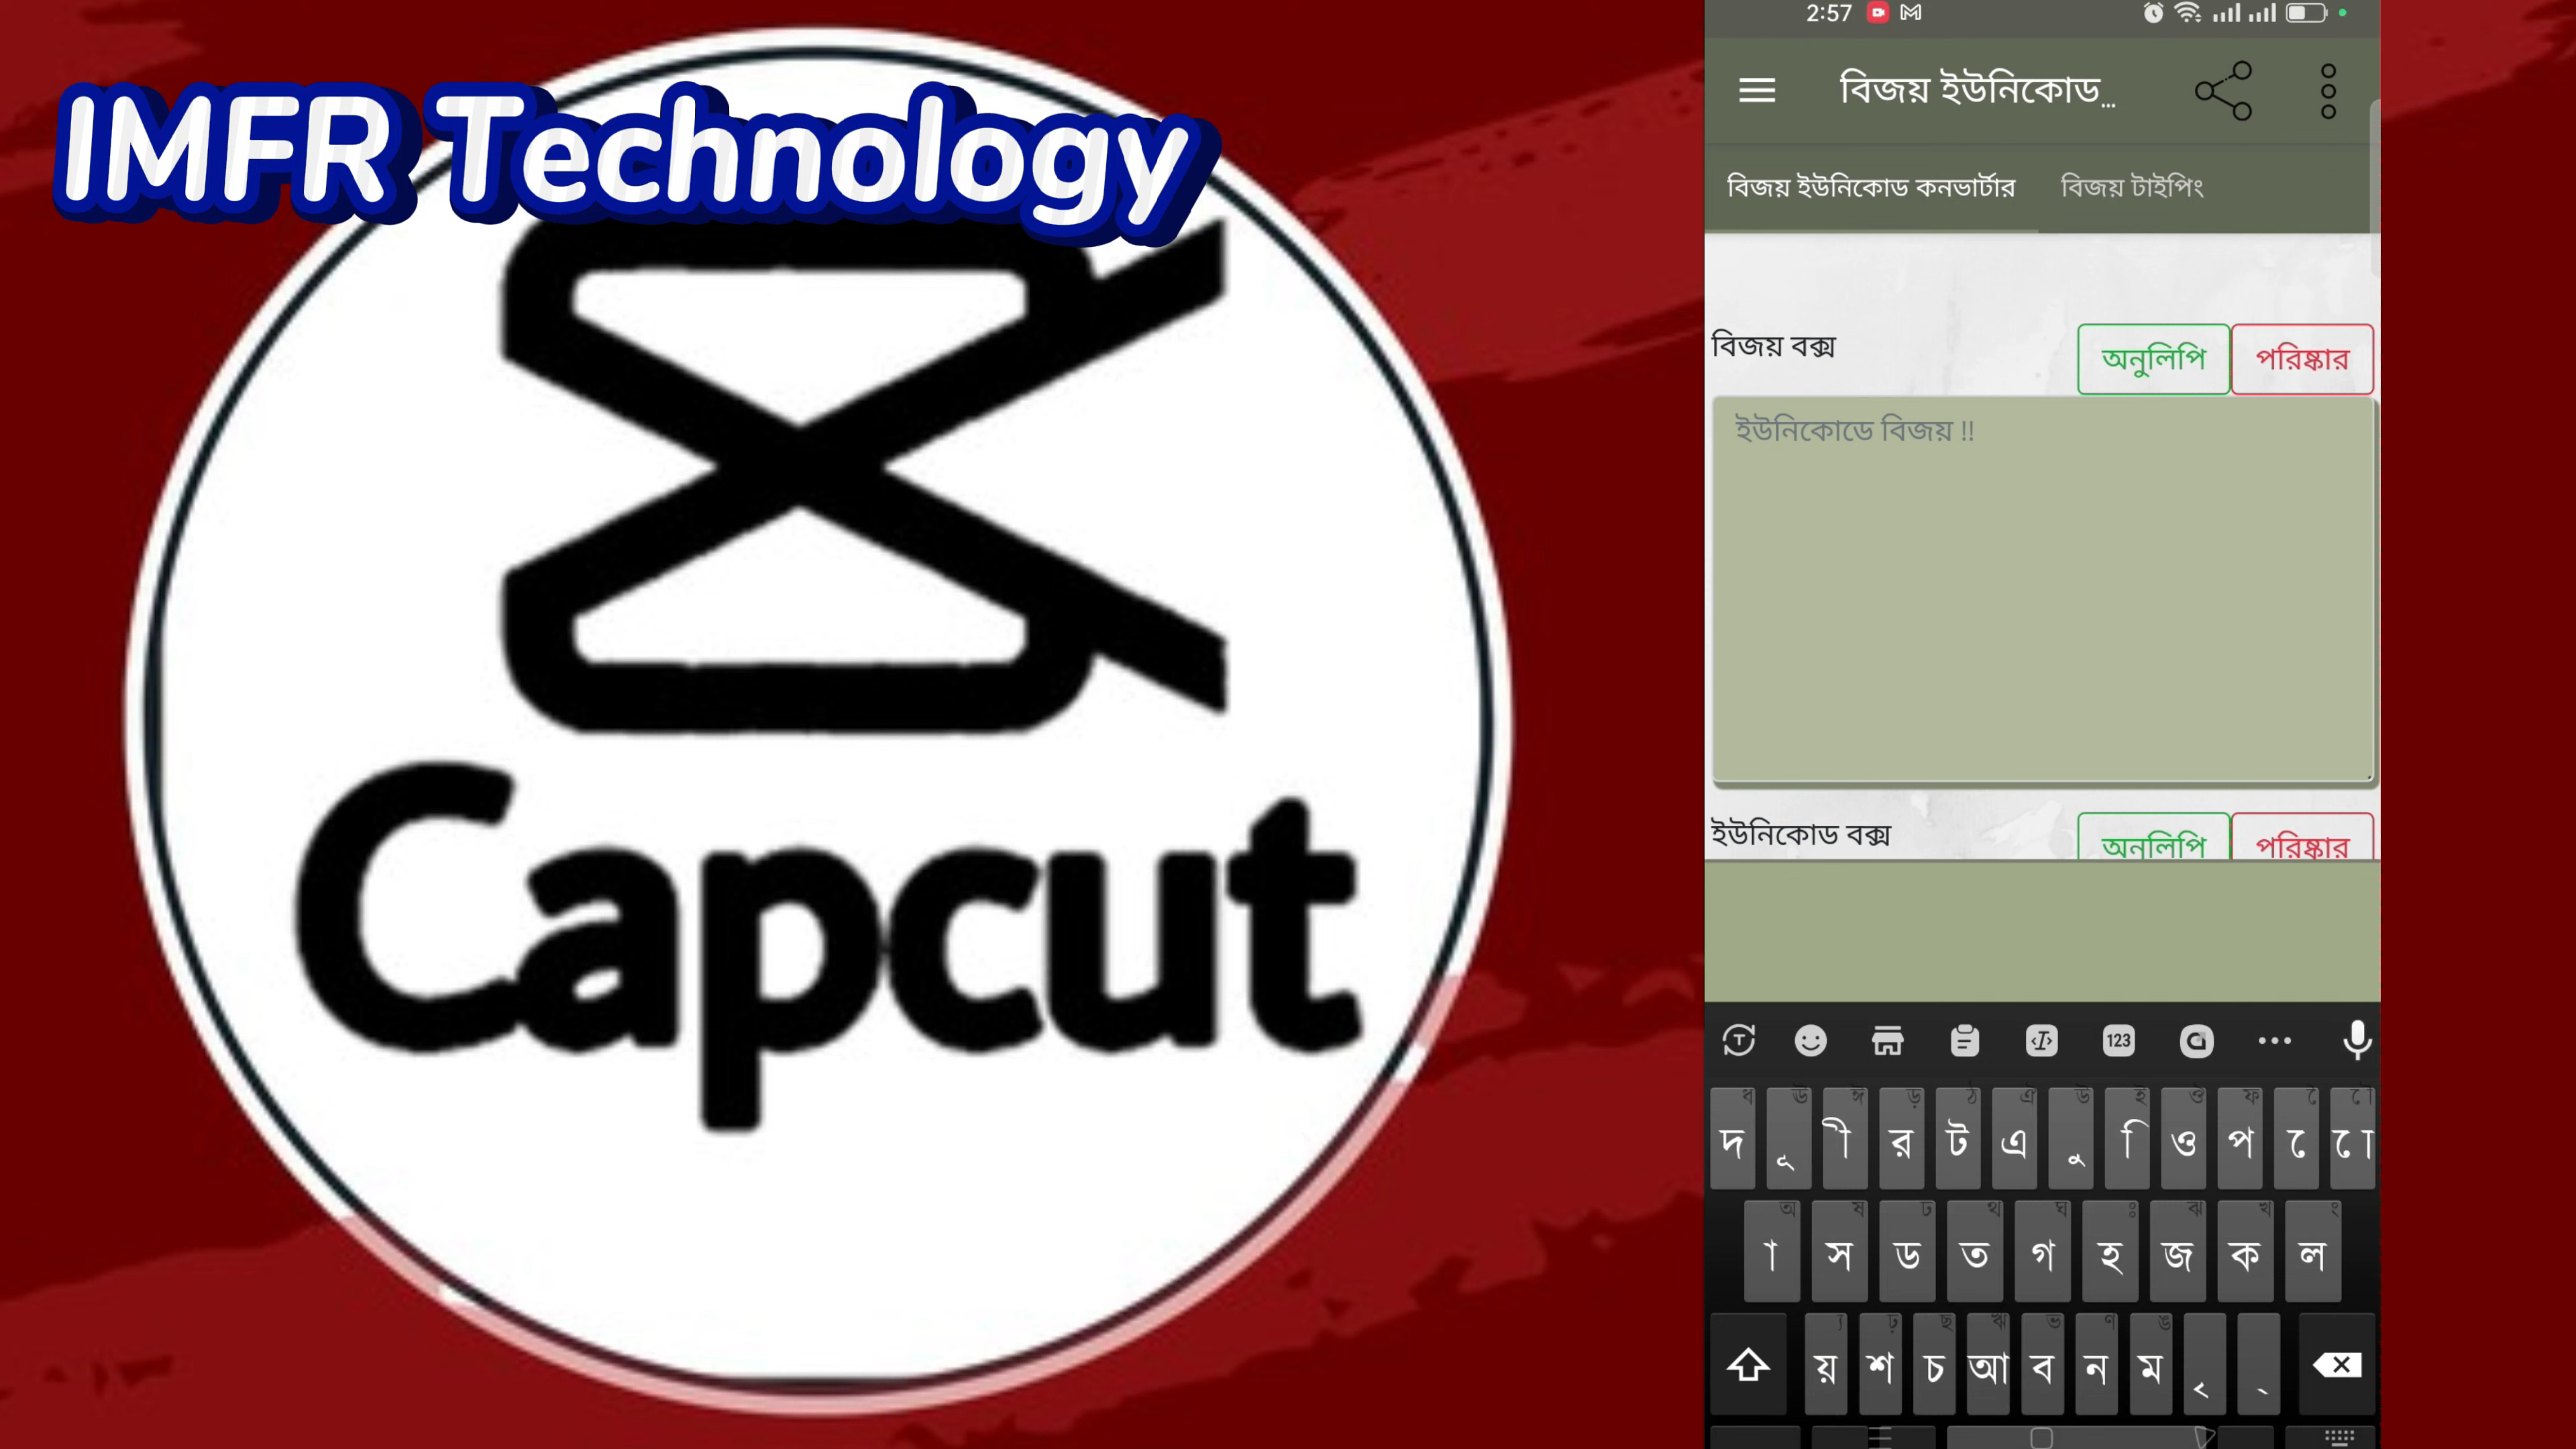 IMFR Technology
Capcut
2:57
বিজয় ইউনিকোড...
বিজয় ইউনিকোড কনভার্টার বিজয় টাইপিং
বিজয় বক্স অনুলিপি পরিষ্কার
ইউনিকোডে বিজয় !!
ইউনিকোড বক্স অনুলিপি পরিষ্কার
123
ধ ঊ ঈ ড় ঠ ঐ উ ই ঔ ফ ৈ ৌ
দ ূ ী র ট এ ু ি ও প ে ো
অ ষ ঢ থ ঘ ঃ ঝ খ ং
া স ড ত গ হ জ ক ল
্য ঢ় ছ ঋ ভ ণ ঙ
য় শ চ আ ব ন ম ৃ ্